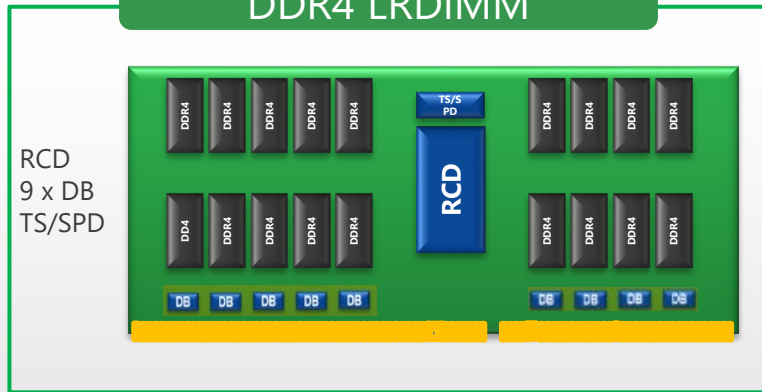 DDR4 LRDIMM
RCD
9 x DB
TS/SPD
DDR4 DDR4 DDR4 DDR4 DDR4
TS/S
PD
DDR4 DDR4 DDR4 DDR4
RCD
DD4 DDR4 DDR4 DDR4 DDR4
DDR4 DDR4 DDR4 DDR4
DB DB DB DB DB
DB DB DB DB